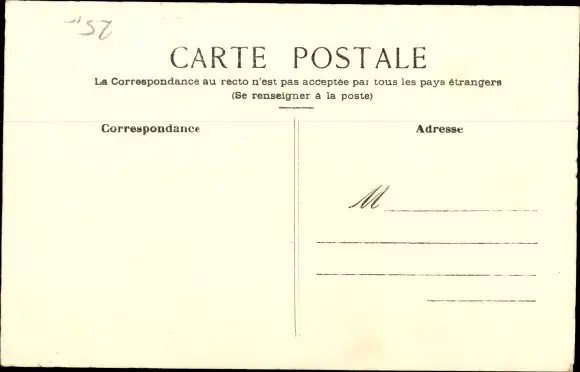 25.-
CARTE POSTALE
La Correspondance au recto n'est pas acceptée par tous les pays étrangers
(Se renseigner à la poste)
Correspondance
Adresse
M